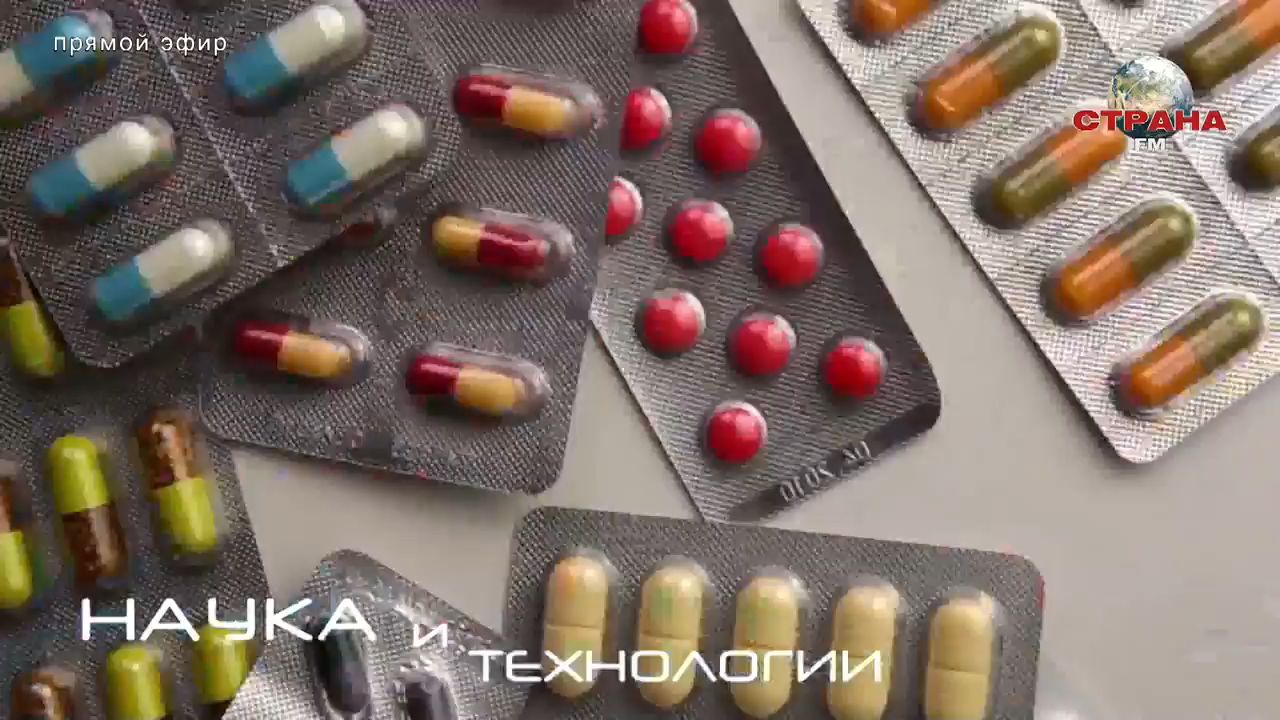 прямой эфир
СТРАНА
FM
НАУКА
и
ТЕХНОЛОГИИ